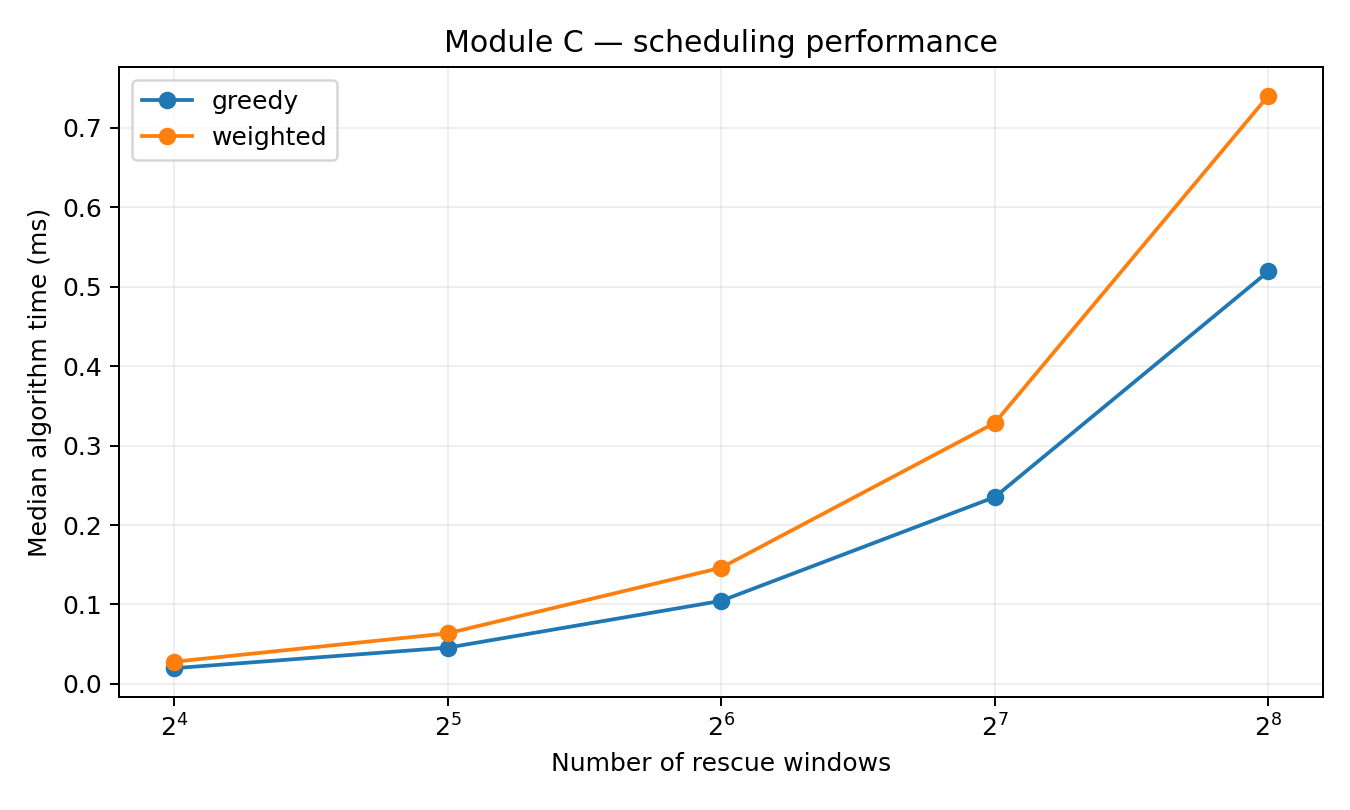 Module C — scheduling performance
greedy
weighted
Median algorithm time (ms)
0.7
0.6
0.5
0.4
0.3
0.2
0.1
0.0
2⁴ 2⁵ 2⁶ 2⁷ 2⁸
Number of rescue windows